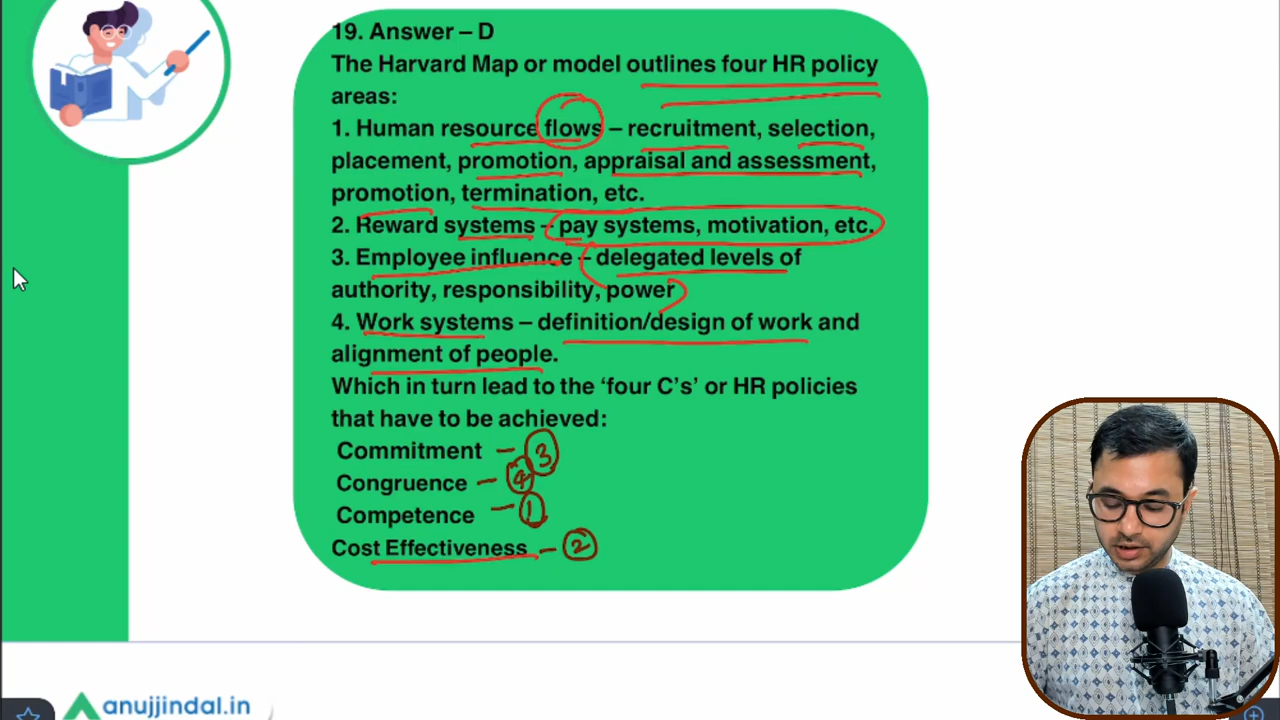 19. Answer – D
The Harvard Map or model outlines four HR policy
areas:
1. Human resource flows – recruitment, selection,
placement, promotion, appraisal and assessment,
promotion, termination, etc.
2. Reward systems – pay systems, motivation, etc.
3. Employee influence – delegated levels of
authority, responsibility, power
4. Work systems – definition/design of work and
alignment of people.
Which in turn lead to the ‘four C’s’ or HR policies
that have to be achieved:
Commitment – 3
Congruence – 4
Competence – 1
Cost Effectiveness – 2
anujjindal.in